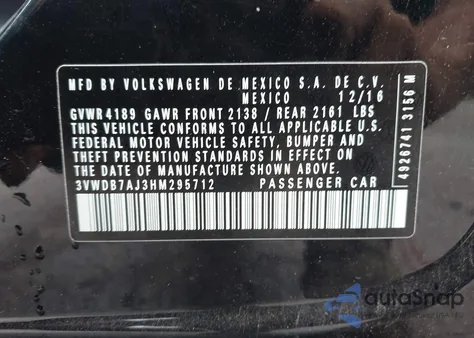 MFD BY VOLKSWAGEN DE MEXICO S.A. DE C.V.
MEXICO 12/16
GVWR 4189 GAWR FRONT 2138 / REAR 2161 LBS
THIS VEHICLE CONFORMS TO ALL APPLICABLE U.S.
FEDERAL MOTOR VEHICLE SAFETY, BUMPER AND
THEFT PREVENTION STANDARDS IN EFFECT ON
THE DATE OF MANUFACTURE SHOWN ABOVE.
3VWDB7AJ3HM295712 PASSENGER CAR
4926741 3156 M
autosnap